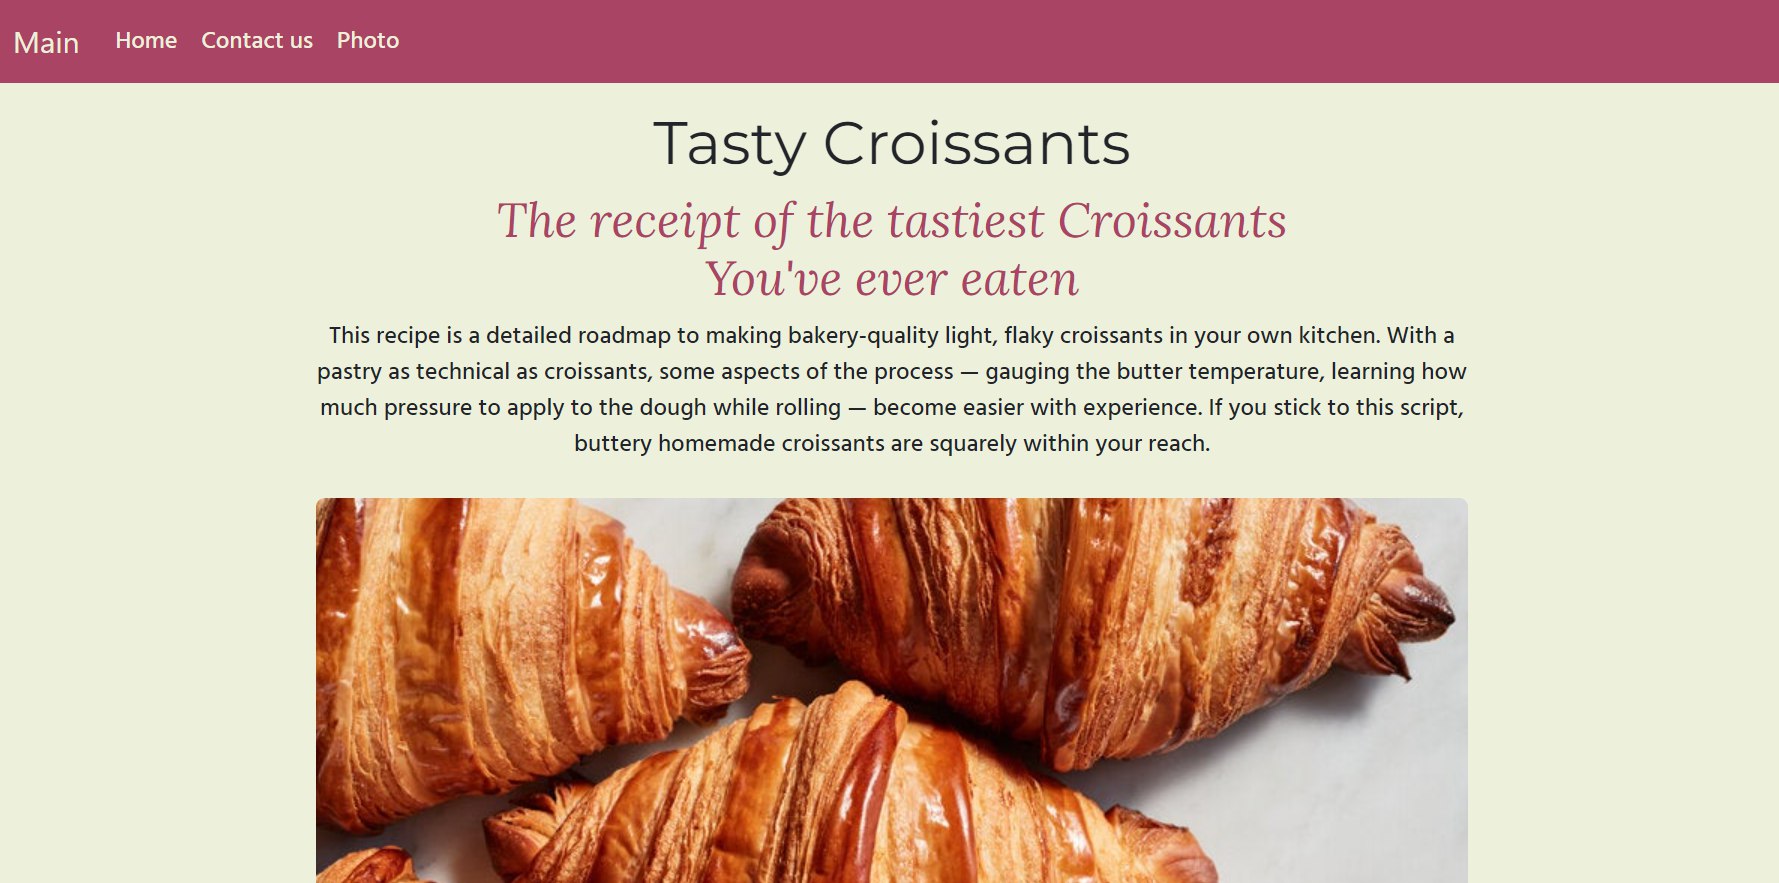 Main Home Contact us Photo
Tasty Croissants
The receipt of the tastiest Croissants
You've ever eaten
This recipe is a detailed roadmap to making bakery-quality light, flaky croissants in your own kitchen. With a
pastry as technical as croissants, some aspects of the process — gauging the butter temperature, learning how
much pressure to apply to the dough while rolling — become easier with experience. If you stick to this script,
buttery homemade croissants are squarely within your reach.